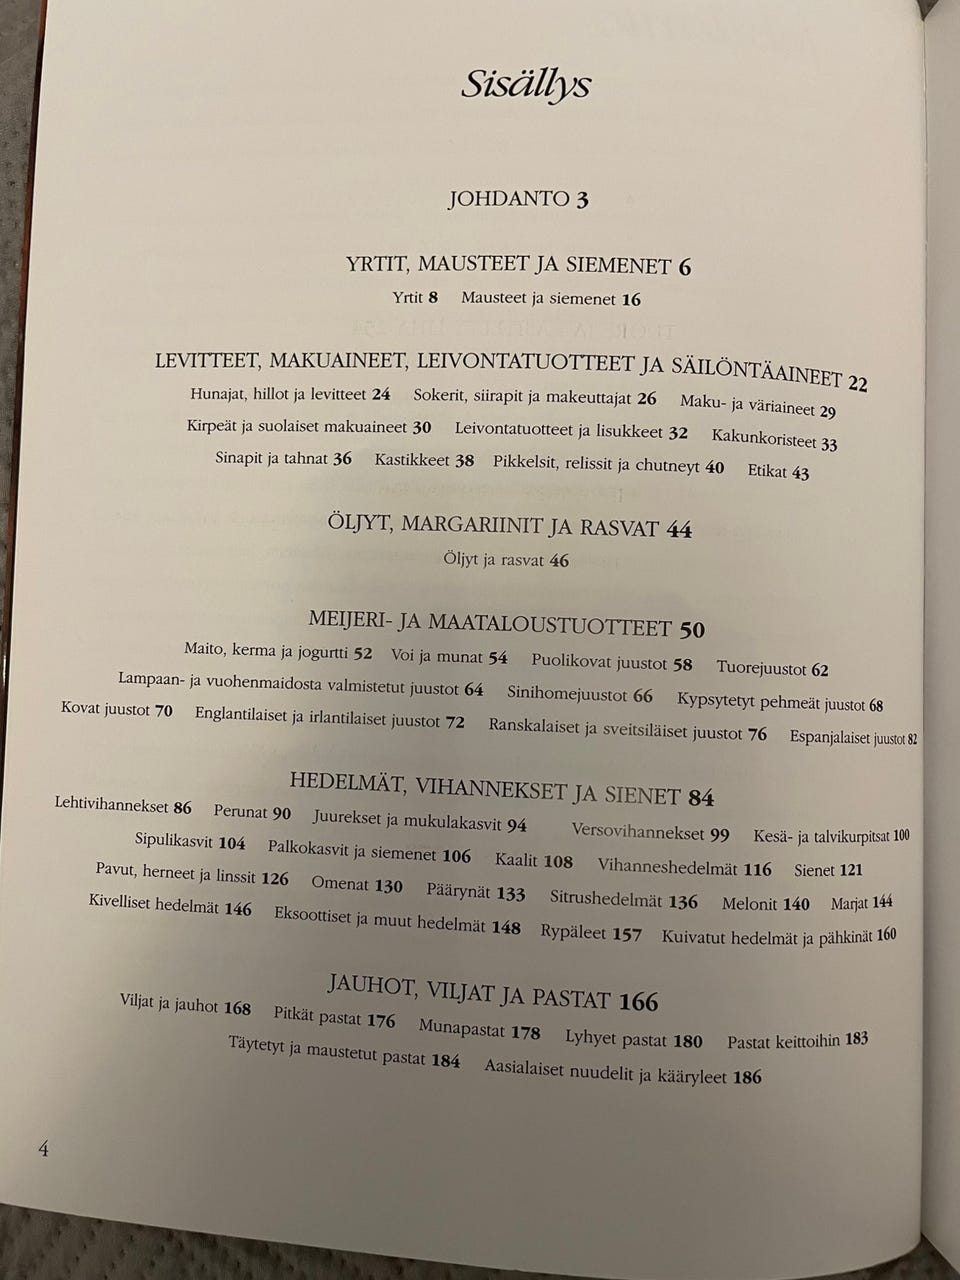 Sisällys
JOHDANTO 3
YRTIT, MAUSTEET JA SIEMENET 6
Yrtit 8 Mausteet ja siemenet 16
LEVITTEET, MAKUAINEET, LEIVONTATUOTTEET JA SÄILÖNTÄAINEET 22
Hunajat, hillot ja levitteet 24 Sokerit, siirapit ja makeuttajat 26 Maku- ja väriaineet 29
Kirpeät ja suolaiset makuaineet 30 Leivontatuotteet ja lisukkeet 32 Kakunkoristeet 33
Sinapit ja tahnat 36 Kastikkeet 38 Pikkelsit, relissit ja chutneyt 40 Etikat 43
ÖLJYT, MARGARIINIT JA RASVAT 44
Öljyt ja rasvat 46
MEIJERI- JA MAATALOUSTUOTTEET 50
Maito, kerma ja jogurtti 52 Voi ja munat 54 Puolikovat juustot 58 Tuorejuustot 62
Lampaan- ja vuohenmaidosta valmistetut juustot 64 Sinihomejuustot 66 Kypsytetyt pehmeät juustot 68
Kovat juustot 70 Englantilaiset ja irlantilaiset juustot 72 Ranskalaiset ja sveitsiläiset juustot 76 Espanjalaiset juustot 82
HEDELMÄT, VIHANNEKSET JA SIENET 84
Lehtivihannekset 86 Perunat 90 Juurekset ja mukulakasvit 94 Versovihannekset 99 Kesä- ja talvikurpitsat 100
Sipulikasvit 104 Palkokasvit ja siemenet 106 Kaalit 108 Vihanneshedelmät 116 Sienet 121
Pavut, herneet ja linssit 126 Omenat 130 Päärynät 133 Sitrushedelmät 136 Melonit 140 Marjat 144
Kivelliset hedelmät 146 Eksoottiset ja muut hedelmät 148 Rypäleet 157 Kuivatut hedelmät ja pähkinät 160
JAUHOT, VILJAT JA PASTAT 166
Viljat ja jauhot 168 Pitkät pastat 176 Munapastat 178 Lyhyet pastat 180 Pastat keittoihin 183
Täytetyt ja maustetut pastat 184 Aasialaiset nuudelit ja kääryleet 186
4